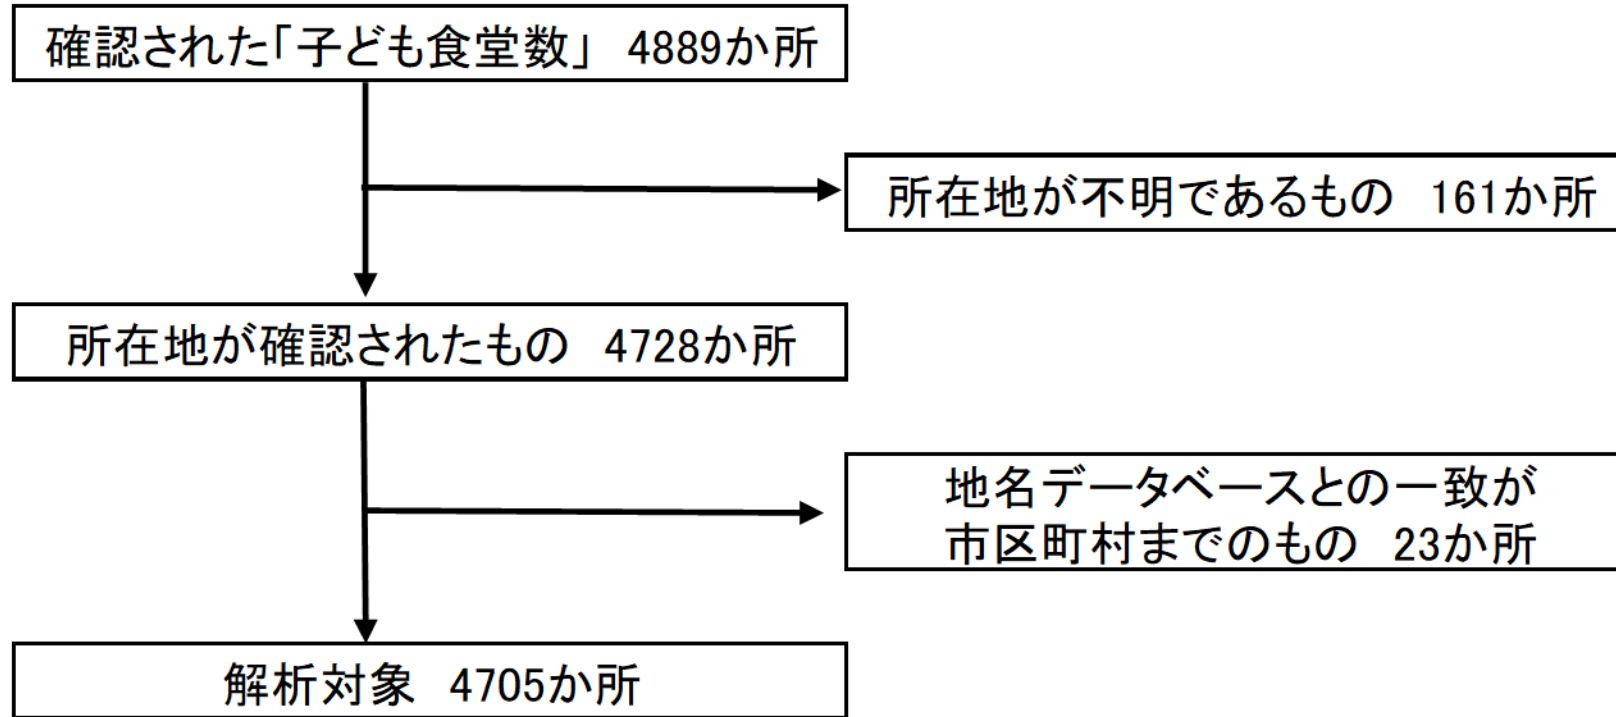 確認された「子ども食堂数」 4889か所
所在地が不明であるもの 161か所
所在地が確認されたもの 4728か所
地名データベースとの一致が
市区町村までのもの 23か所
解析対象 4705か所